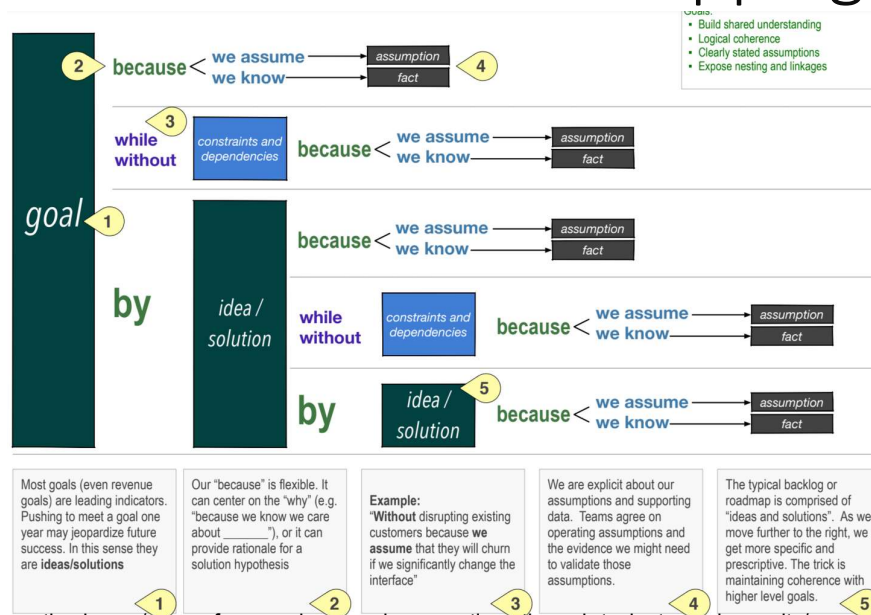 Goals:
▪ Build shared understanding
▪ Logical coherence
▪ Clearly stated assumptions
▪ Expose nesting and linkages
goal
1
2
because
we assume
assumption
we know
fact
4
3
while
without
constraints and
dependencies
because
we assume
assumption
we know
fact
by
idea /
solution
because
we assume
assumption
we know
fact
while
without
constraints and
dependencies
because
we assume
assumption
we know
fact
by
idea /
solution
5
because
we assume
assumption
we know
fact
Most goals (even revenue
goals) are leading indicators.
Pushing to meet a goal one
year may jeopardize future
success. In this sense they
are ideas/solutions
1
Our “because” is flexible. It
can center on the “why” (e.g.
“because we know we care
about ______”), or it can
provide rationale for a
solution hypothesis
2
Example:
“Without disrupting existing
customers because we
assume that they will churn
if we significantly change the
interface”
3
We are explicit about our
assumptions and supporting
data. Teams agree on
operating assumptions and
the evidence we might need
to validate those
assumptions.
4
The typical backlog or
roadmap is comprised of
“ideas and solutions”. As we
move further to the right, we
get more specific and
prescriptive. The trick is
maintaining coherence with
higher level goals.
5